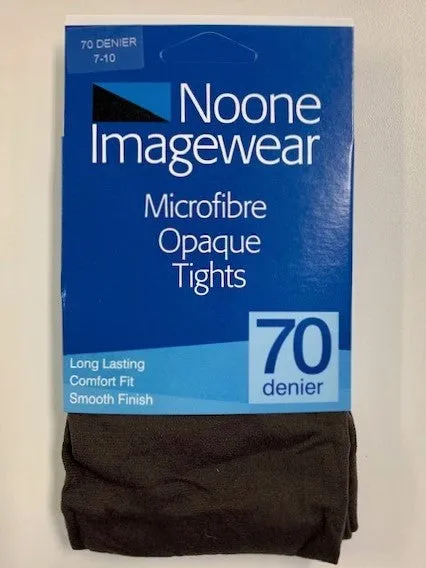 70 DENIER
7-10
Noone
Imagewear
Microfibre
Opaque
Tights
70
denier
Long Lasting
Comfort Fit
Smooth Finish